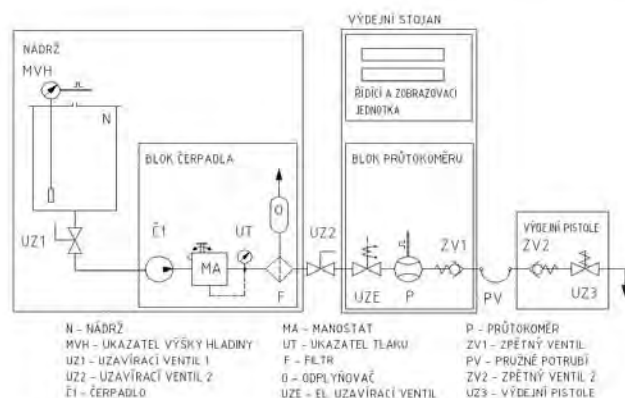 VÝDEJNÍ STOJAN
NÁDRŽ
MVH
N
ŘÍDÍCÍ A ZOBRAZOVACÍ
JEDNOTKA
BLOK ČERPADLA
BLOK PRŮTOKOMĚRU
UZ1
Č1
MA
UT
O
F
UZ2
UZE
P
ZV1
PV
VÝDEJNÍ PISTOLE
ZV2
UZ3
N - NÁDRŽ
MVH - UKAZATEL VÝŠKY HLADINY
UZ1 - UZAVÍRACÍ VENTIL 1
UZ2 - UZAVÍRACÍ VENTIL 2
Č1 - ČERPADLO
MA - MANOSTAT
UT - UKAZATEL TLAKU
F - FILTR
O - ODPLYŇOVAČ
UZE - EL. UZAVÍRACÍ VENTIL
P - PRŮTOKOMĚR
ZV1 - ZPĚTNÝ VENTIL
PV - PRUŽNÉ POTRUBÍ
ZV2 - ZPĚTNÝ VENTIL 2
UZ3 - VÝDEJNÍ PISTOLE